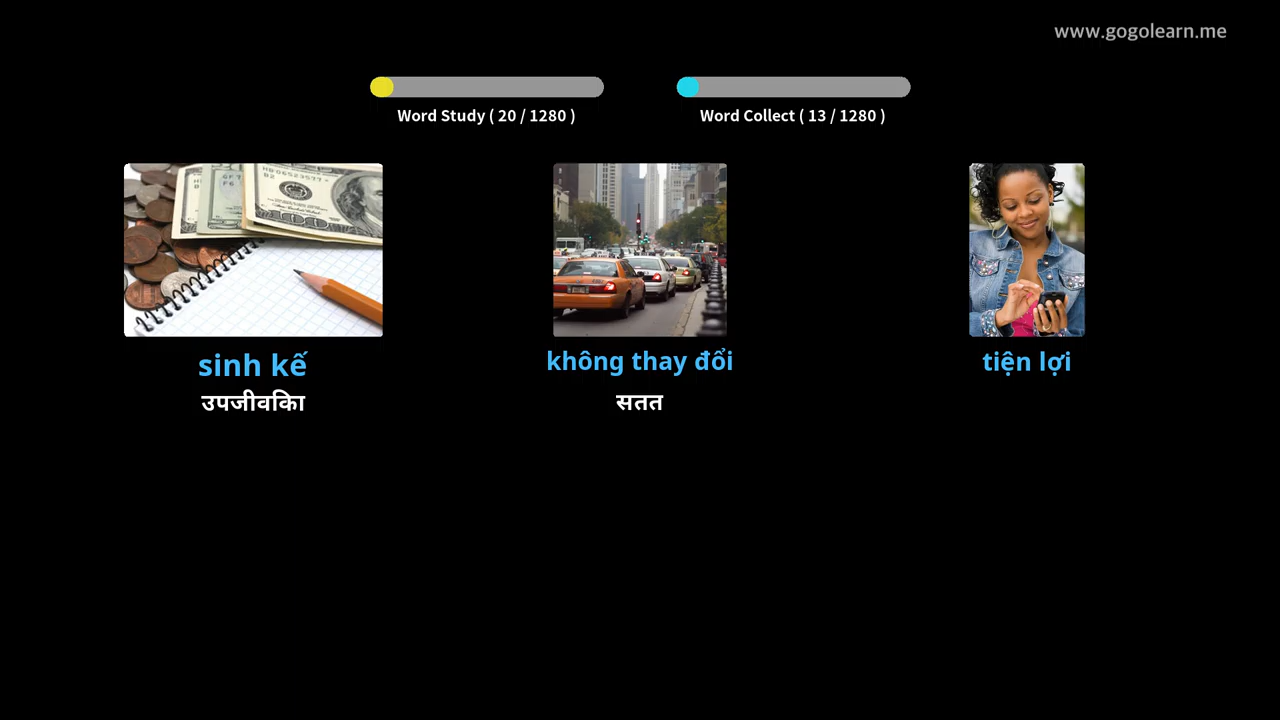 www.gogolearn.me
Word Study ( 20 / 1280 )
Word Collect ( 13 / 1280 )
sinh kế
không thay đổi
tiện lợi
उपजीविका
सतत